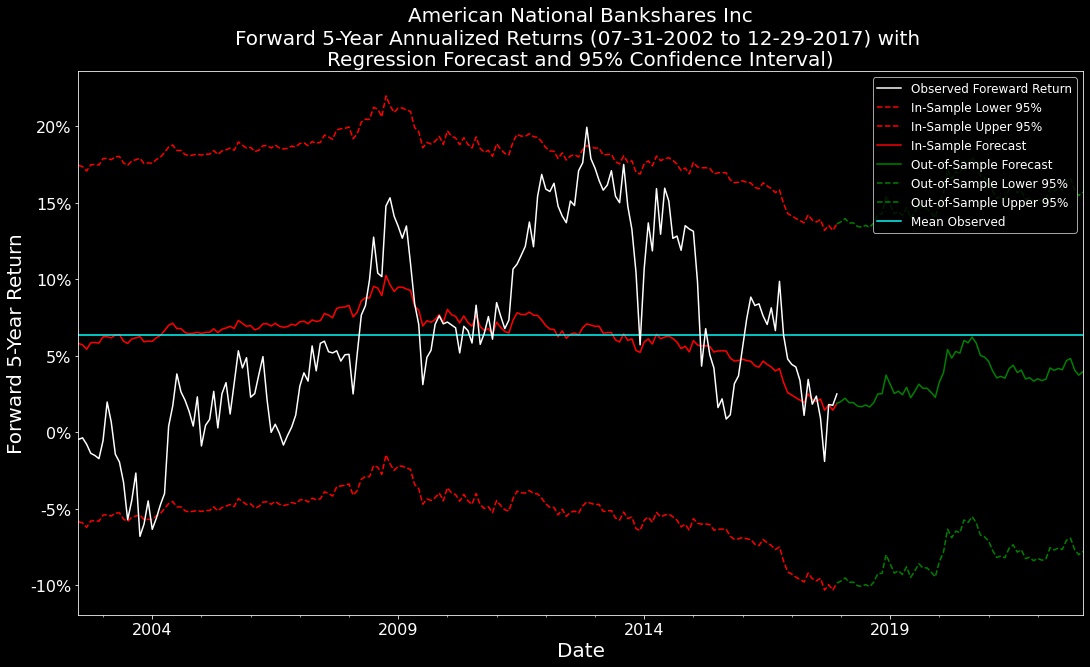 American National Bankshares Inc
Forward 5-Year Annualized Returns (07-31-2002 to 12-29-2017) with
Regression Forecast and 95% Confidence Interval)
Observed Foreward Return
In-Sample Lower 95%
In-Sample Upper 95%
In-Sample Forecast
Out-of-Sample Forecast
Out-of-Sample Lower 95%
Out-of-Sample Upper 95%
Mean Observed
Forward 5-Year Return
20%
15%
10%
5%
0%
-5%
-10%
2004
2009
2014
2019
Date